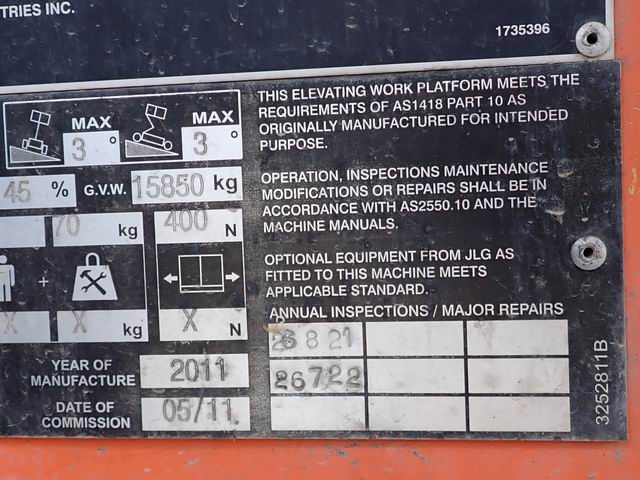 TRIES INC.
1735396
MAX 3° MAX 3°
45 % G.V.W. 15850 kg
70 kg 400 N
+
X X kg X N
YEAR OF MANUFACTURE 2011
DATE OF COMMISSION 05/11
THIS ELEVATING WORK PLATFORM MEETS THE
REQUIREMENTS OF AS1418 PART 10 AS
ORIGINALLY MANUFACTURED FOR INTENDED
PURPOSE.
OPERATION, INSPECTIONS MAINTENANCE
MODIFICATIONS OR REPAIRS SHALL BE IN
ACCORDANCE WITH AS2550.10 AND THE
MACHINE MANUALS.
OPTIONAL EQUIPMENT FROM JLG AS
FITTED TO THIS MACHINE MEETS
APPLICABLE STANDARD.
ANNUAL INSPECTIONS / MAJOR REPAIRS
26 8 21
26722
3252811B